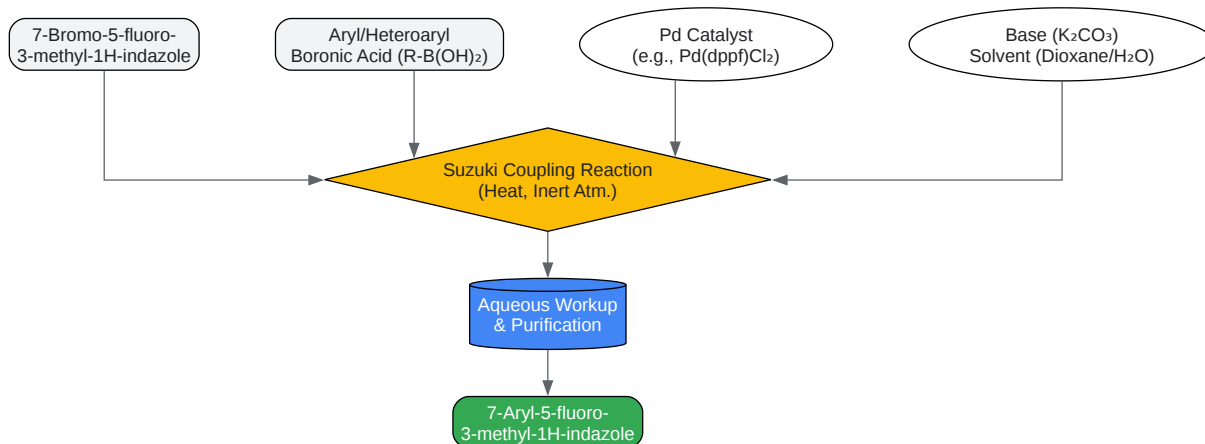 7-Bromo-5-fluoro-
3-methyl-1H-indazole
Aryl/Heteroaryl
Boronic Acid (R-B(OH)₂)
Pd Catalyst
(e.g., Pd(dppf)Cl₂)
Base (K₂CO₃)
Solvent (Dioxane/H₂O)
Suzuki Coupling Reaction
(Heat, Inert Atm.)
Aqueous Workup
& Purification
7-Aryl-5-fluoro-
3-methyl-1H-indazole